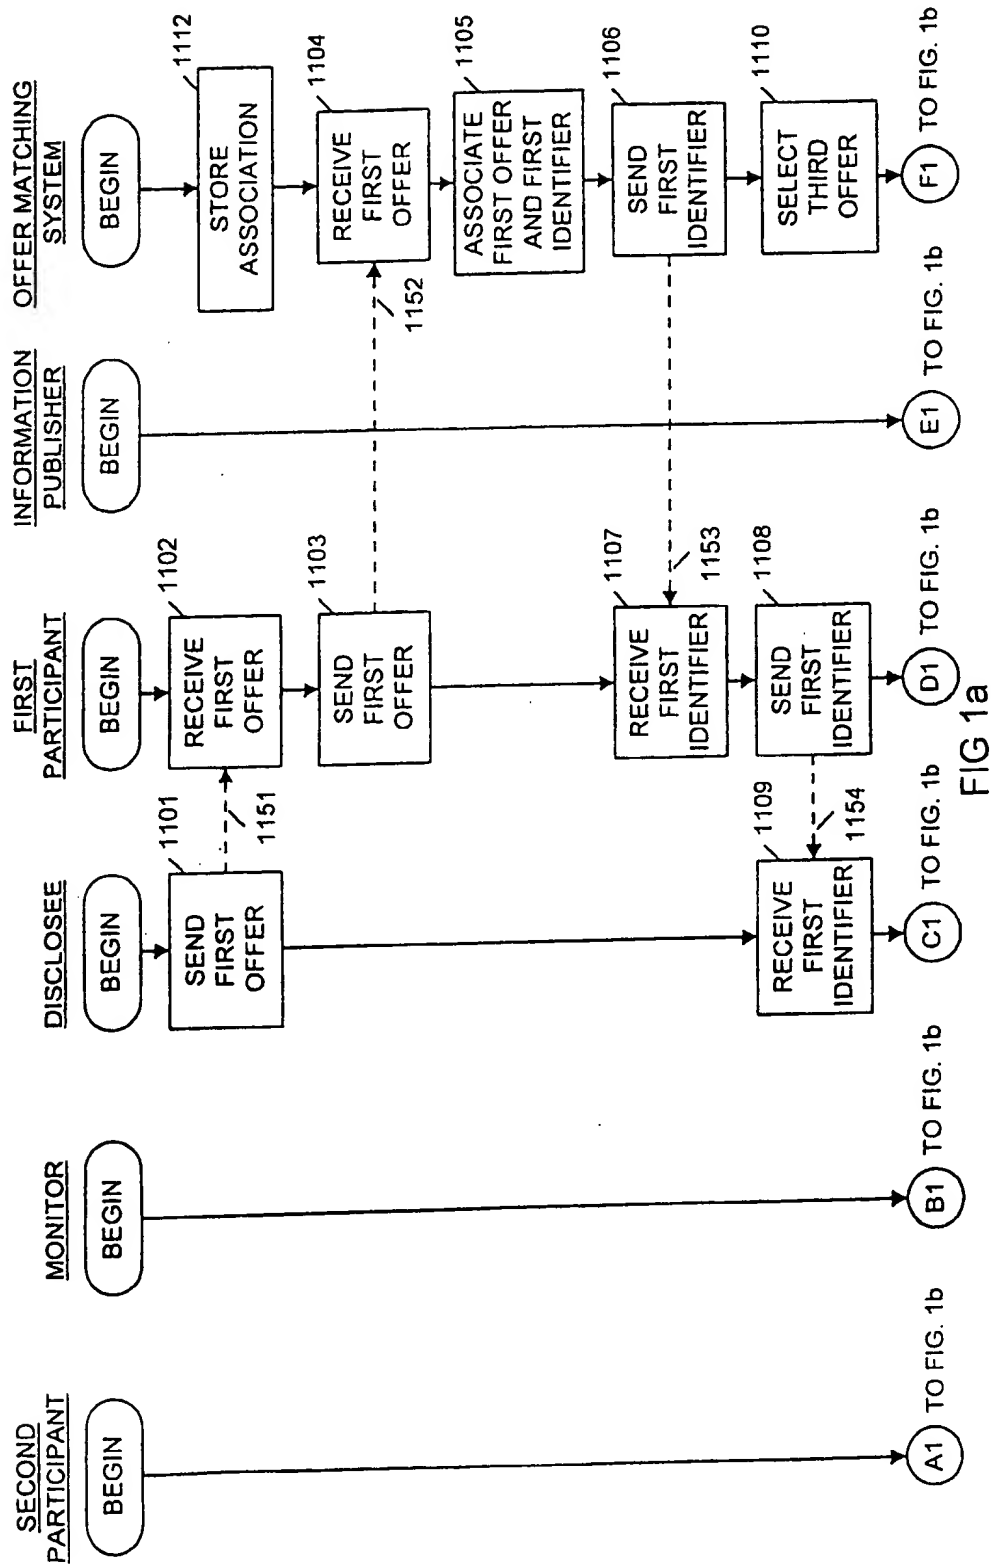 SECOND
PARTICIPANT
BEGIN
A1
TO FIG. 1b
MONITOR
BEGIN
B1
TO FIG. 1b
DISCLOSEE
BEGIN
1101
SEND
FIRST
OFFER
1151
1109
RECEIVE
FIRST
IDENTIFIER
1154
C1
TO FIG. 1b
FIRST
PARTICIPANT
BEGIN
1102
RECEIVE
FIRST
OFFER
1103
SEND
FIRST
OFFER
1107
RECEIVE
FIRST
IDENTIFIER
1153
1108
SEND
FIRST
IDENTIFIER
D1
TO FIG. 1b
INFORMATION
PUBLISHER
BEGIN
E1
TO FIG. 1b
OFFER MATCHING
SYSTEM
BEGIN
1112
STORE
ASSOCIATION
1104
RECEIVE
FIRST
OFFER
1152
1105
ASSOCIATE
FIRST OFFER
AND FIRST
IDENTIFIER
1106
SEND
FIRST
IDENTIFIER
1110
SELECT
THIRD
OFFER
F1
TO FIG. 1b
FIG 1a